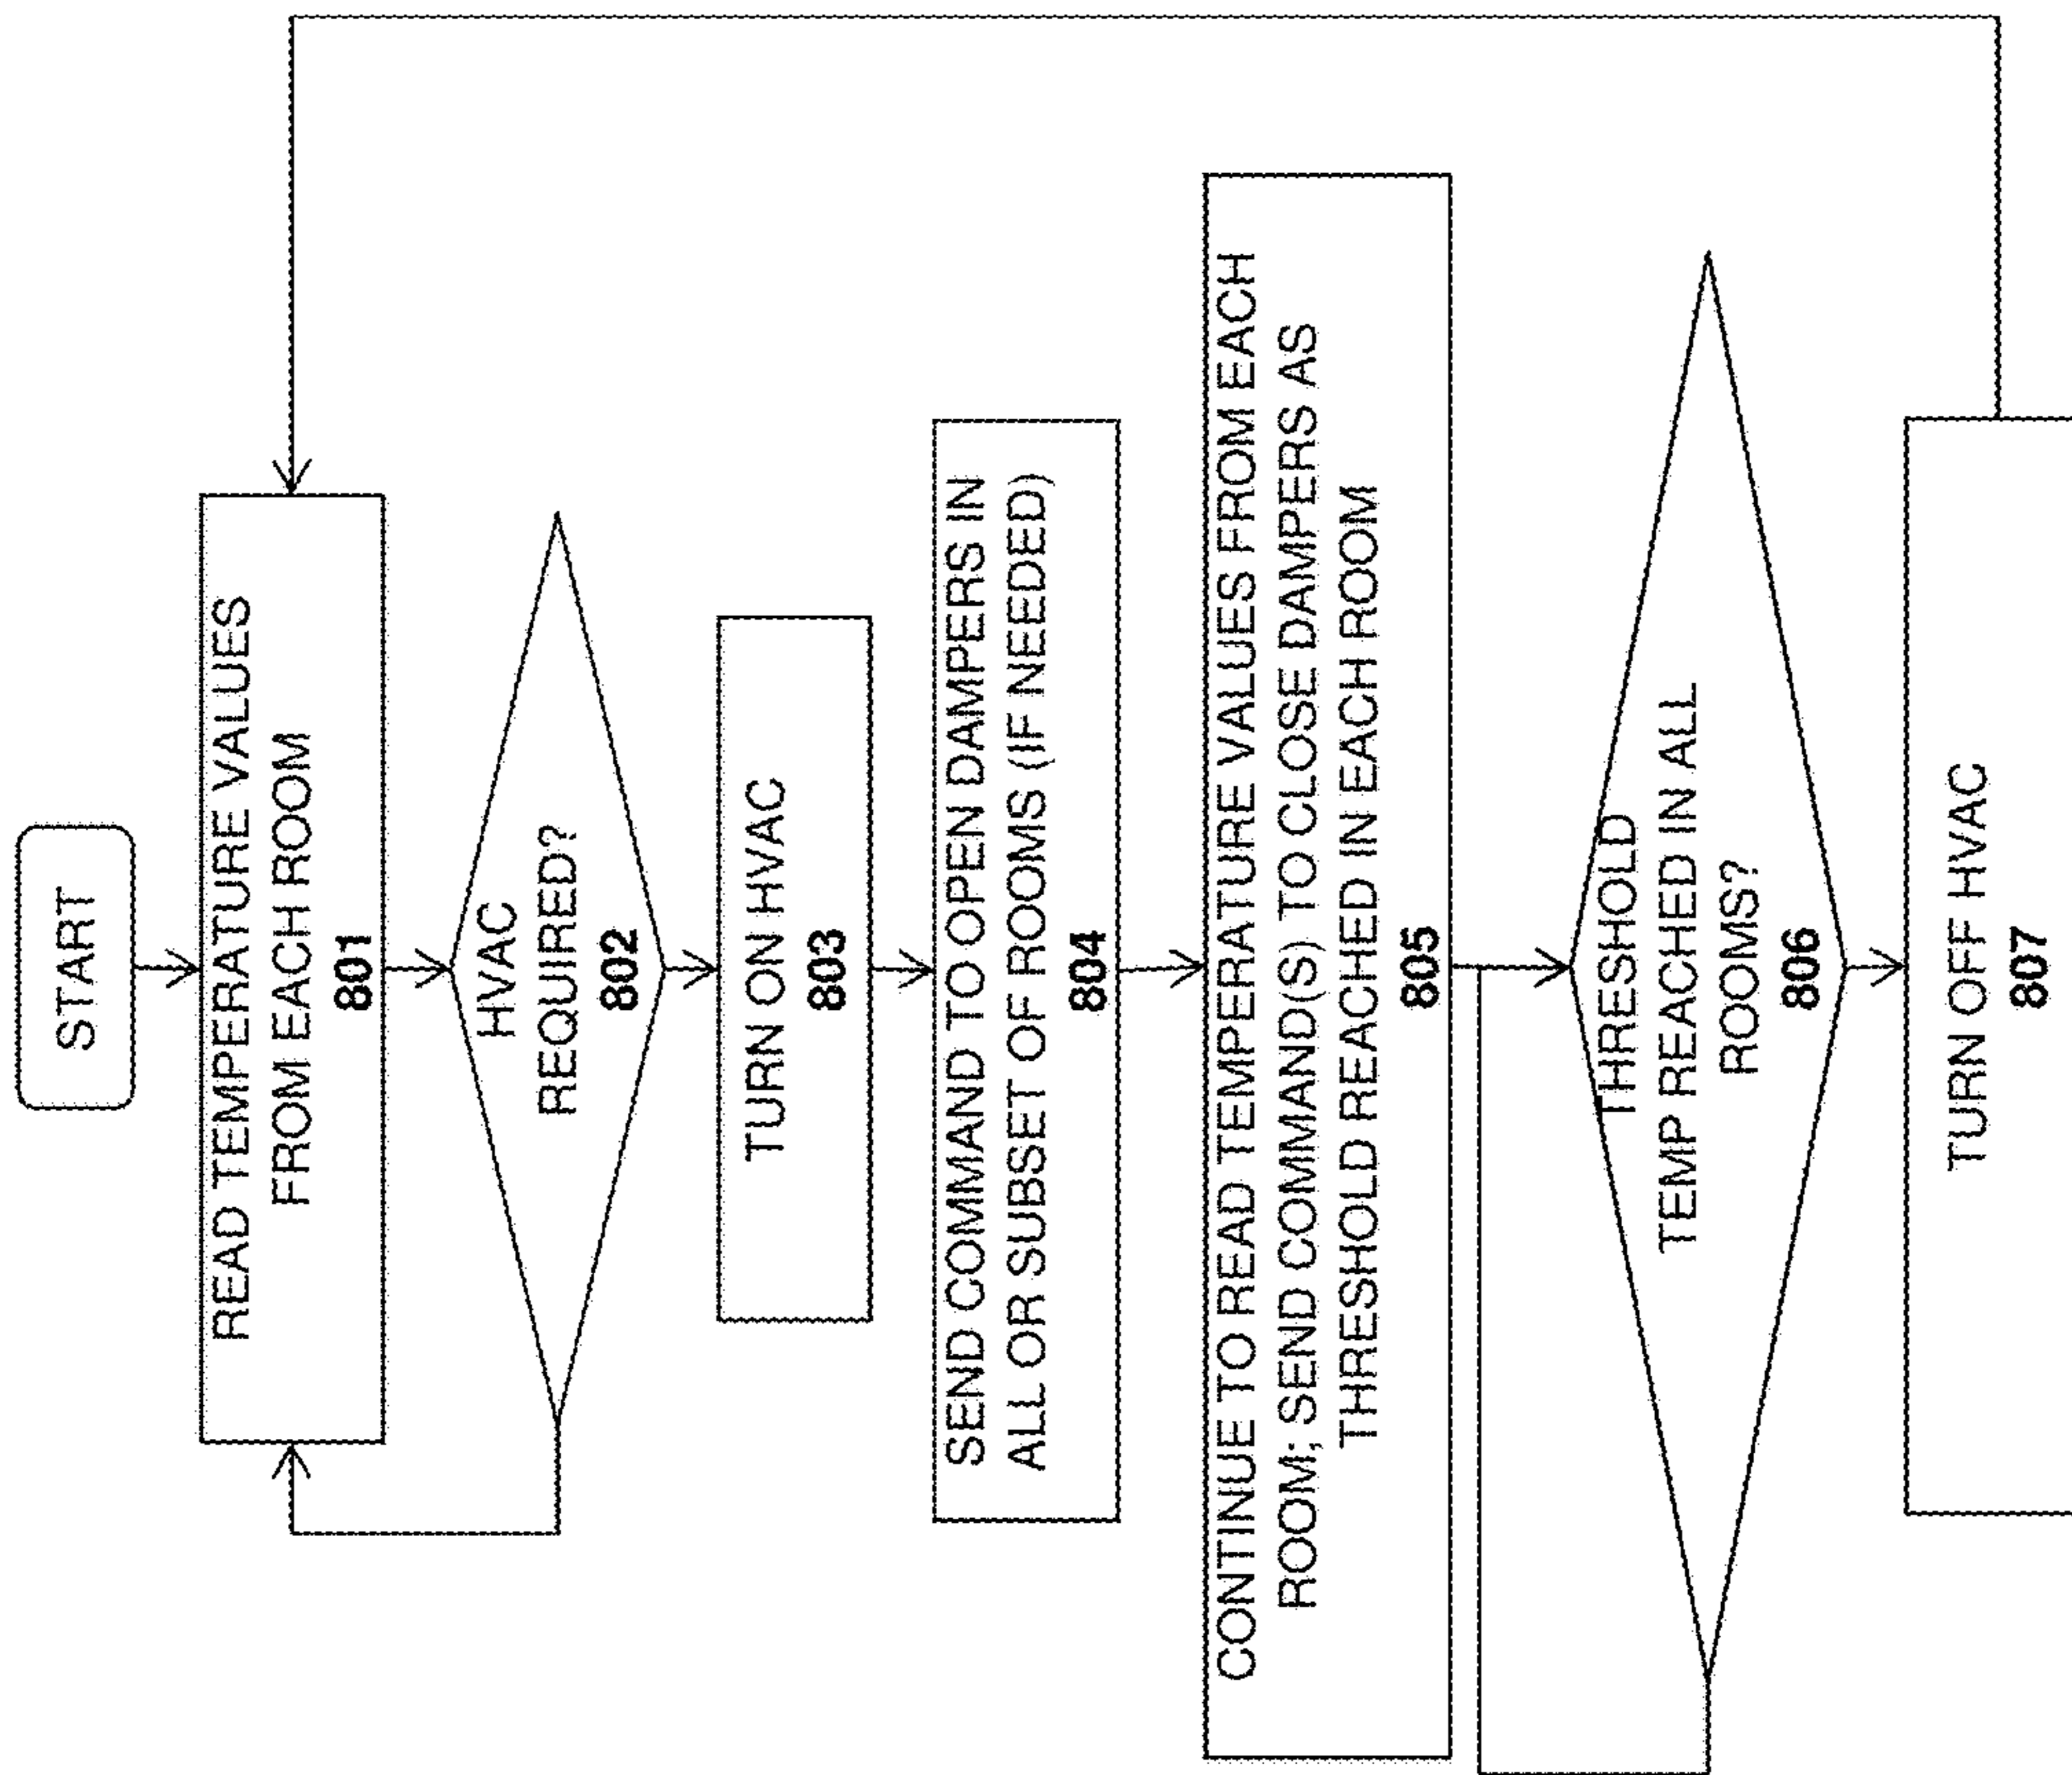 START
READ TEMPERATURE VALUES
FROM EACH ROOM
801
HVAC
REQUIRED?
802
TURN ON HVAC
803
SEND COMMAND TO OPEN DAMPERS IN
ALL OR SUBSET OF ROOMS (IF NEEDED)
804
CONTINUE TO READ TEMPERATURE VALUES FROM EACH
ROOM; SEND COMMAND(S) TO CLOSE DAMPERS AS
THRESHOLD REACHED IN EACH ROOM
805
THRESHOLD
TEMP REACHED IN ALL
ROOMS?
806
TURN OFF HVAC
807